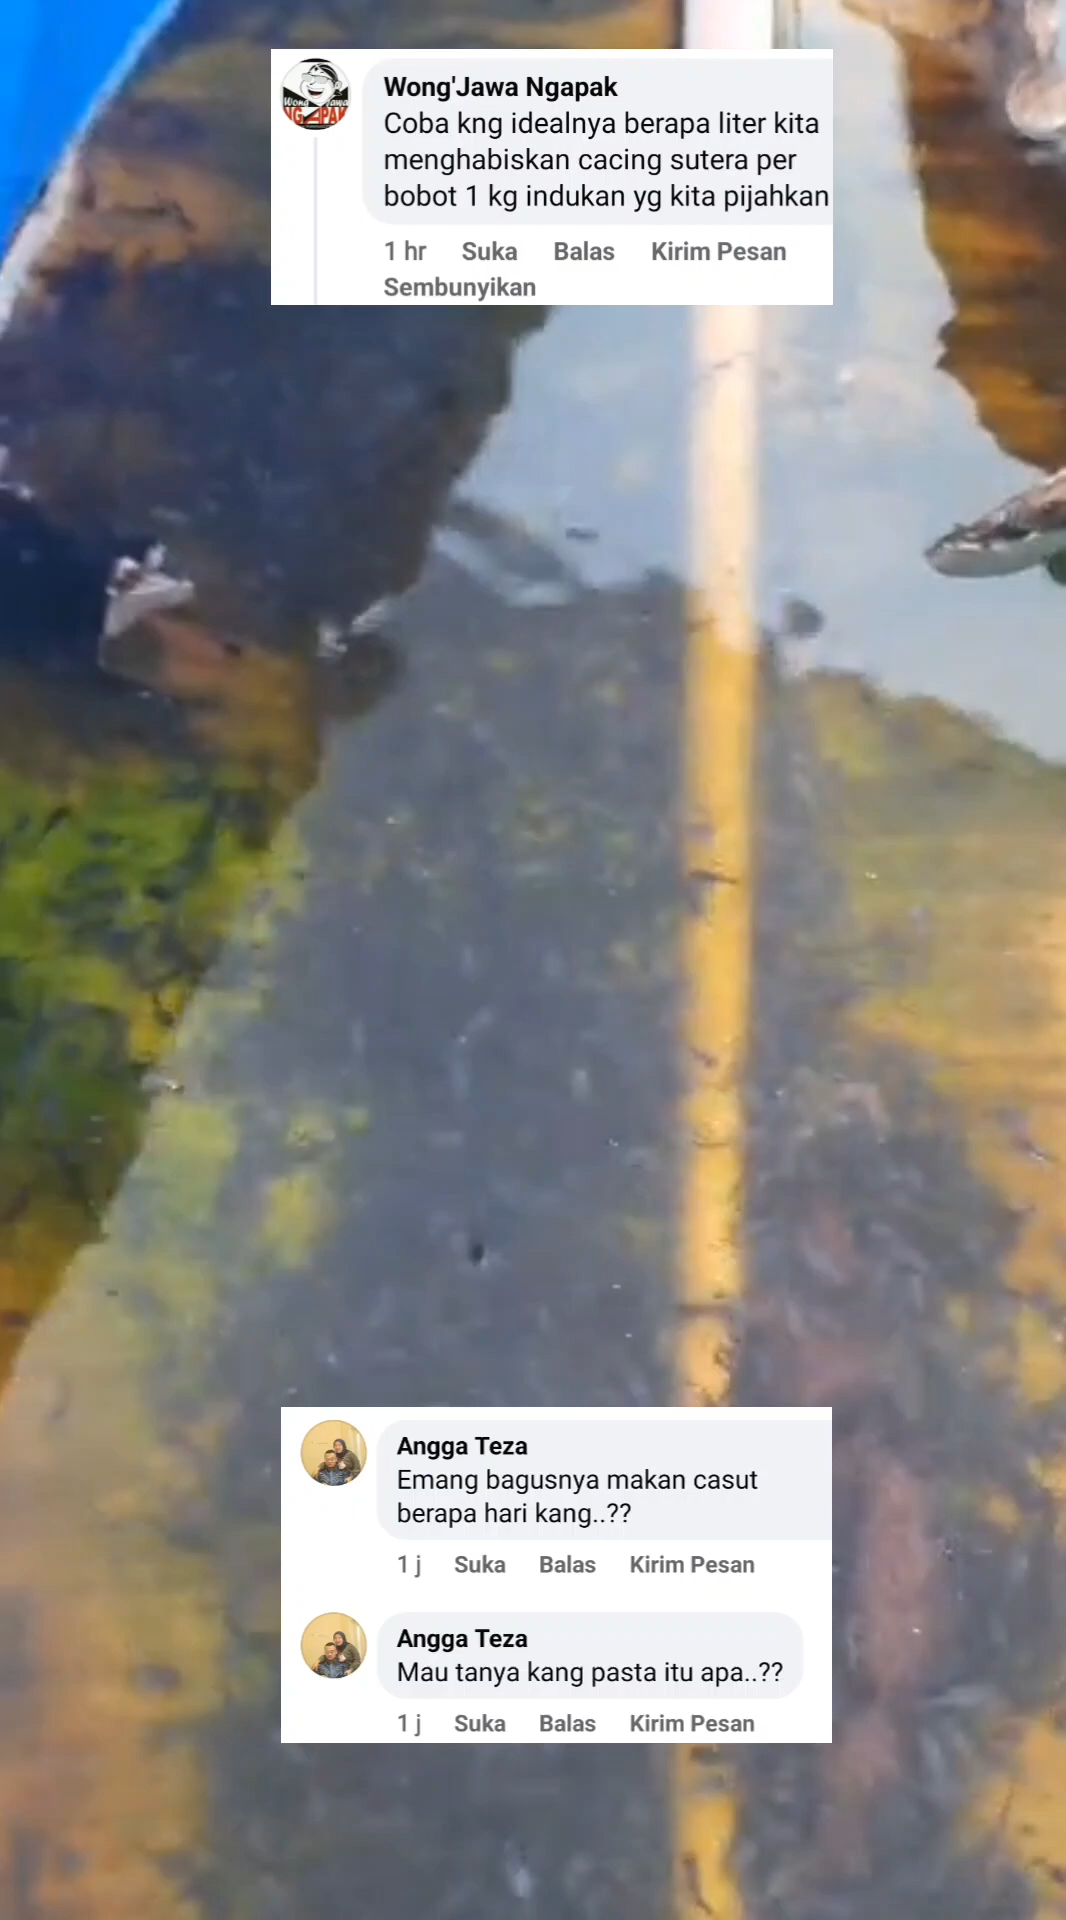 Wong'Jawa Ngapak
Coba kng idealnya berapa liter kita
menghabiskan cacing sutera per
bobot 1 kg indukan yg kita pijahkan
1 hr Suka Balas Kirim Pesan
Sembunyikan
Angga Teza
Emang bagusnya makan casut
berapa hari kang..??
1 j Suka Balas Kirim Pesan
Angga Teza
Mau tanya kang pasta itu apa..??
1 j Suka Balas Kirim Pesan